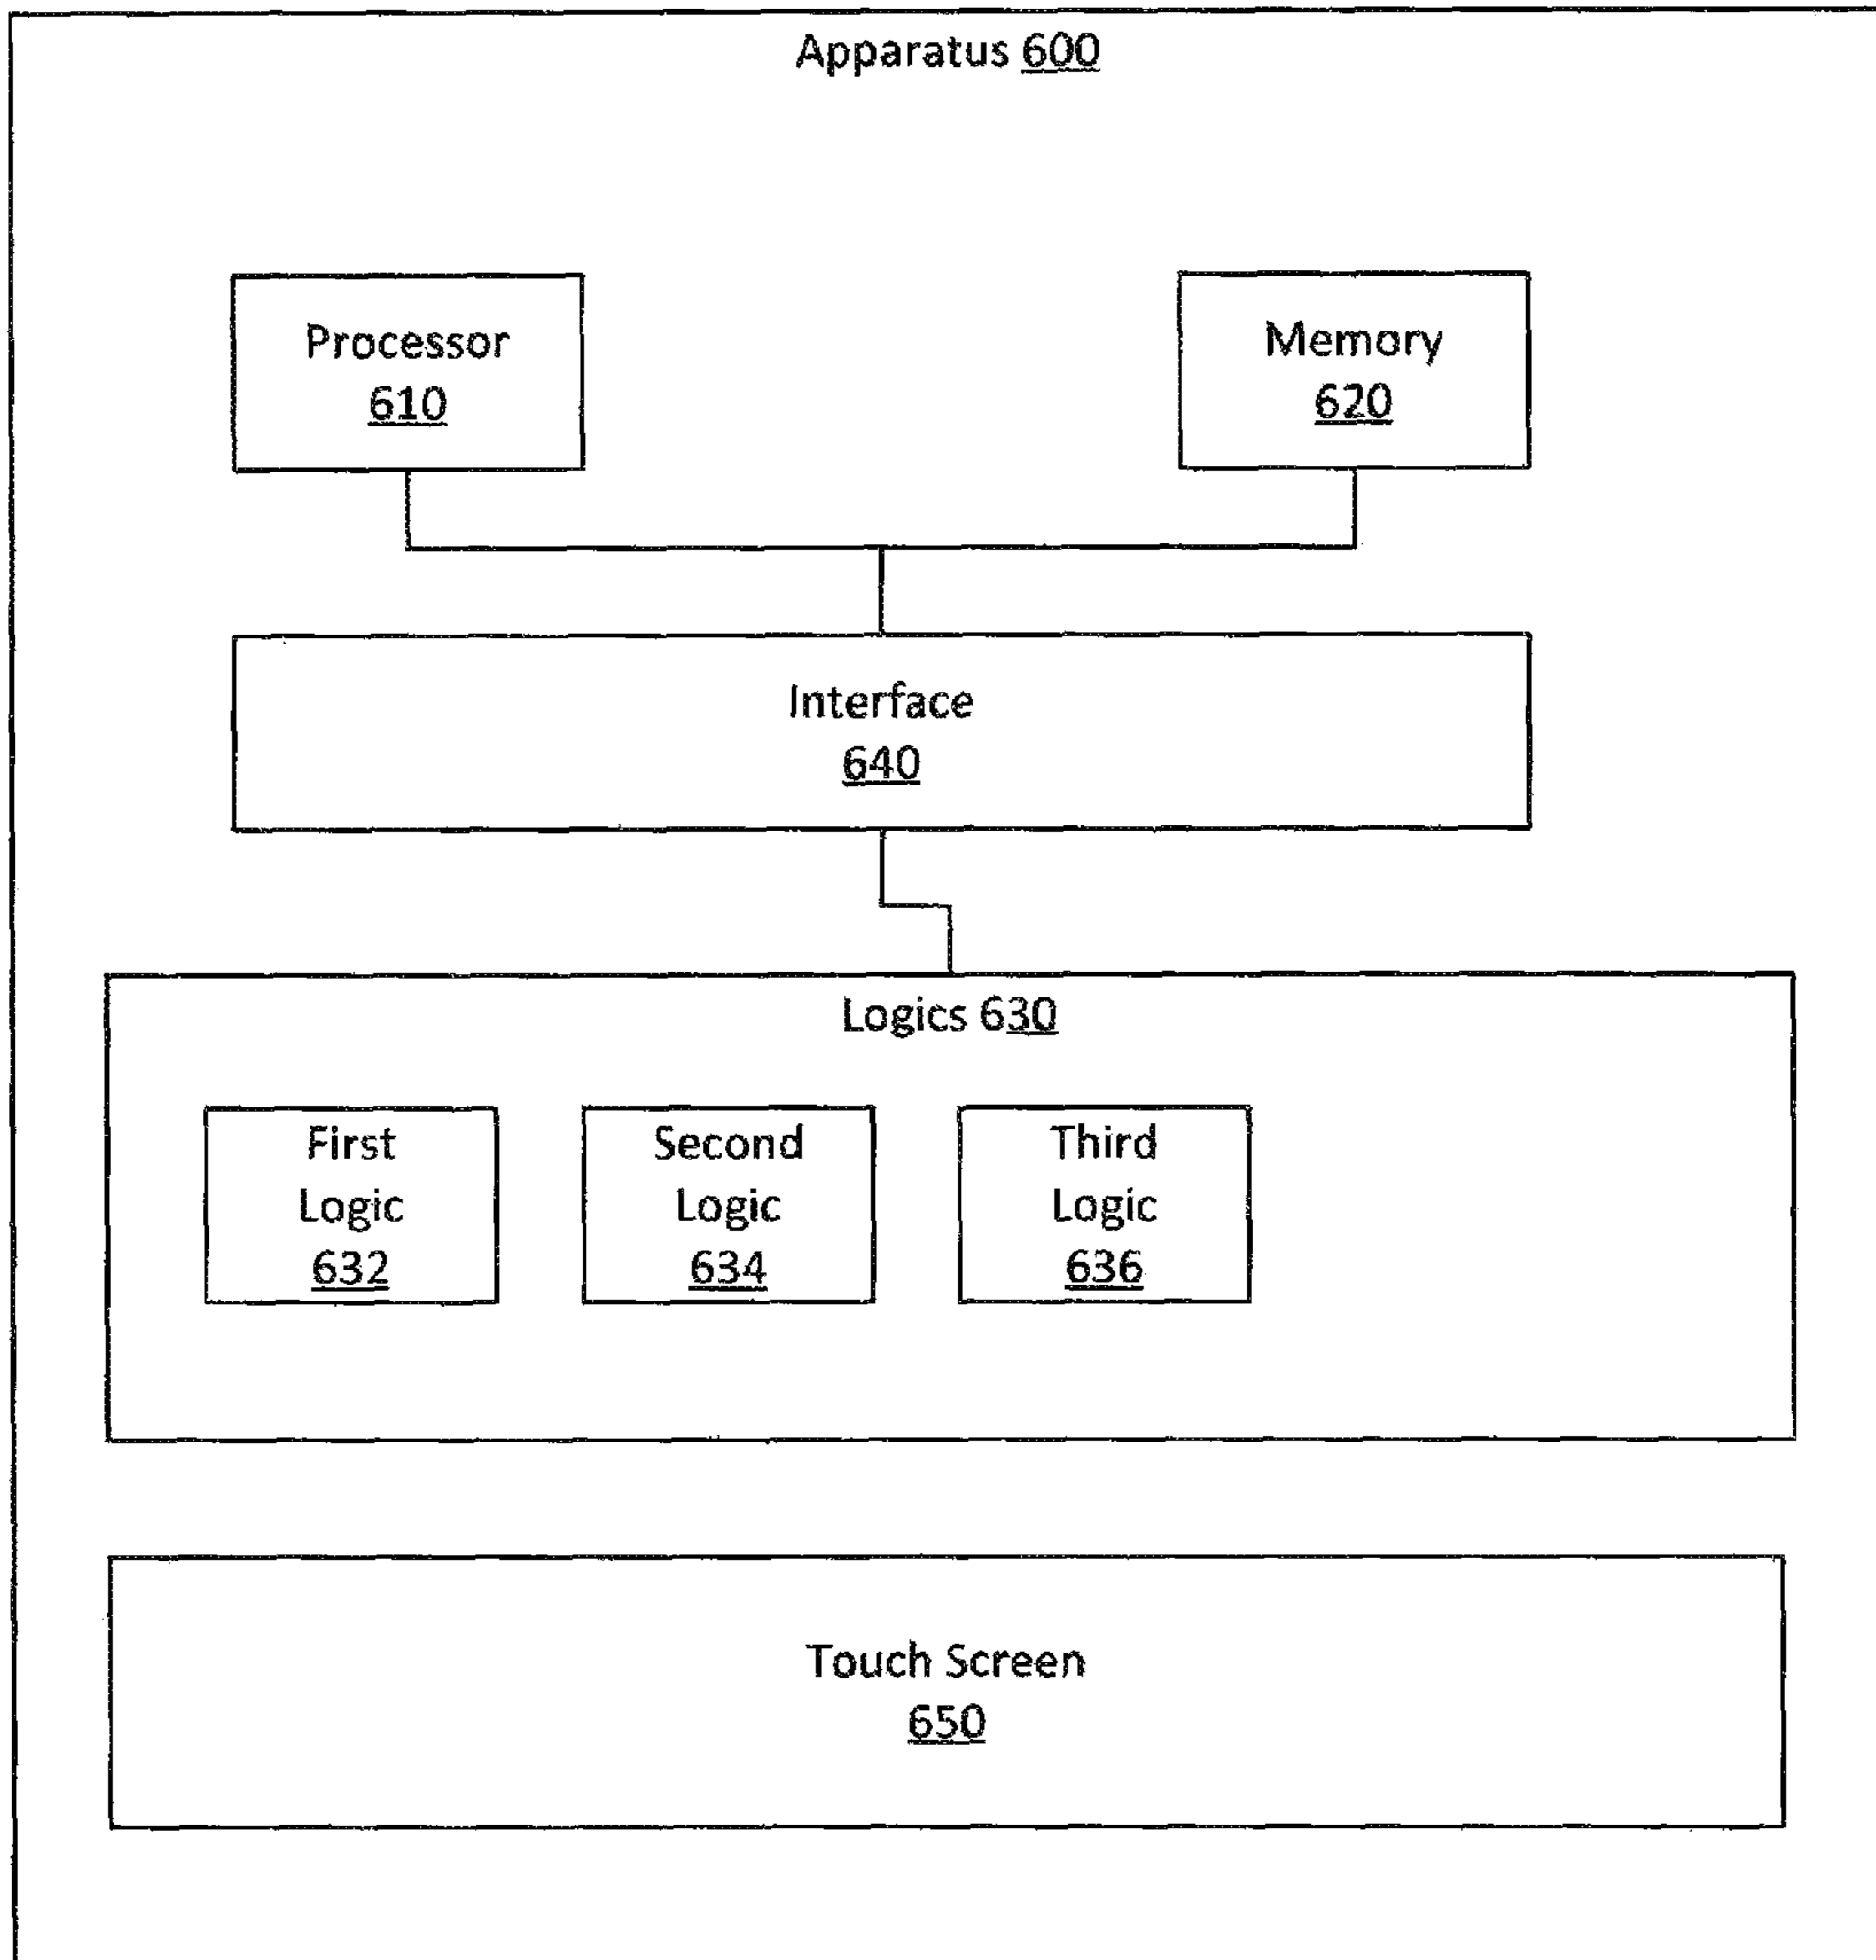 Apparatus 600
Processor
610
Memory
620
Interface
640
Logics 630
First
Logic
632
Second
Logic
634
Third
Logic
636
Touch Screen
650